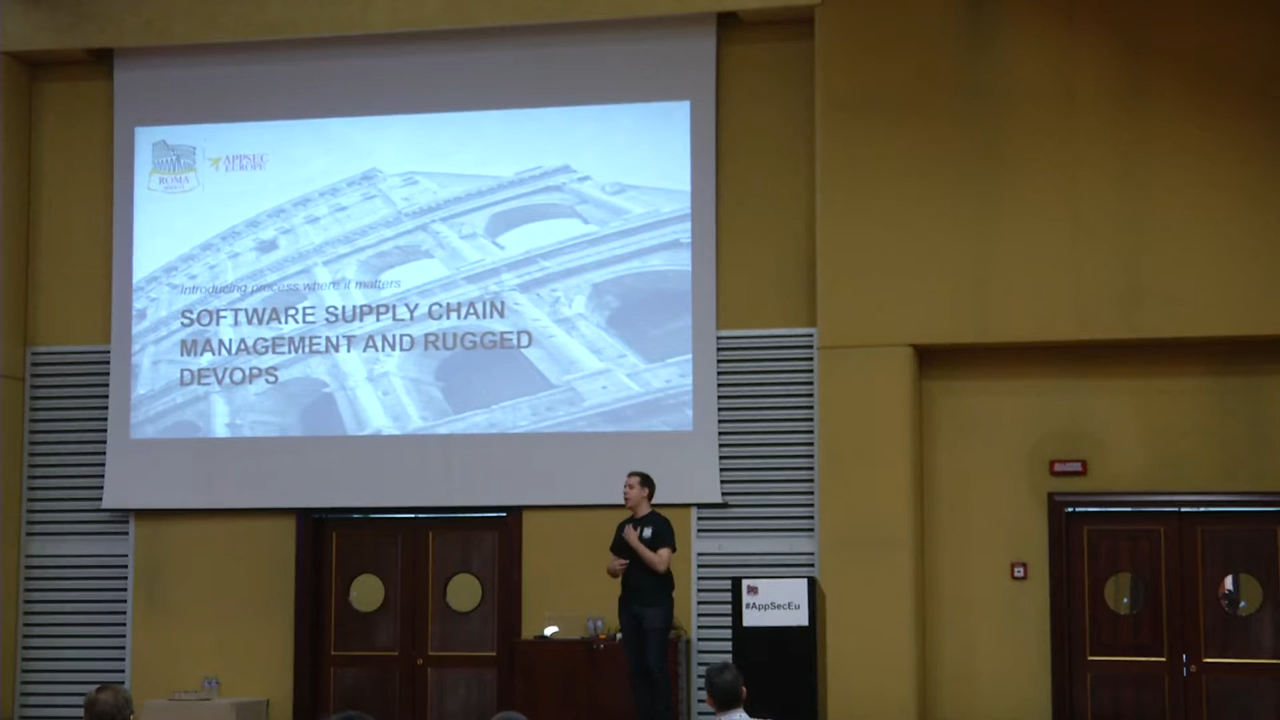 ROMA
APPSEC
EUROPE
Introducing process where it matters
SOFTWARE SUPPLY CHAIN
MANAGEMENT AND RUGGED
DEVOPS
#AppSecEu